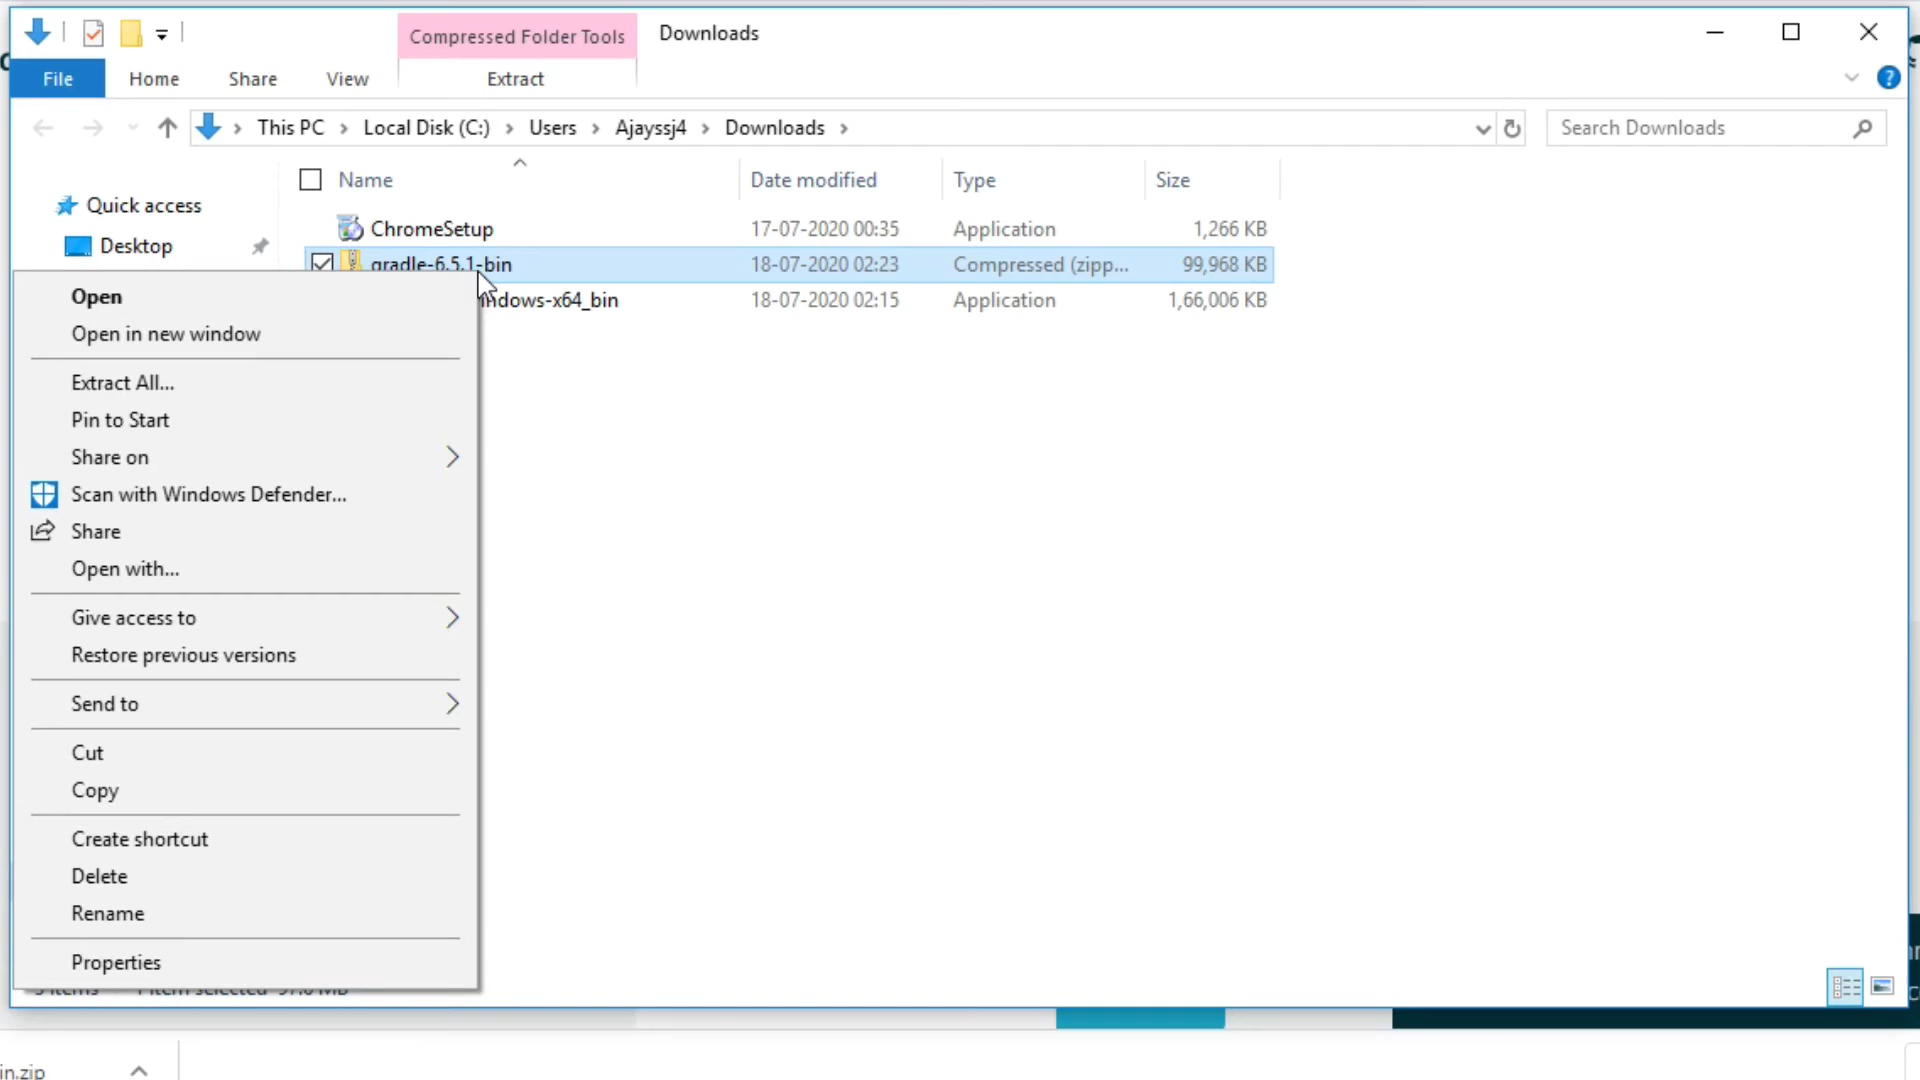 Compressed Folder Tools
Downloads
File
Home
Share
View
Extract
This PC
Local Disk (C:)
Users
Ajayssj4
Downloads
Search Downloads
Name
Date modified
Type
Size
Quick access
Desktop
ChromeSetup
17-07-2020 00:35
Application
1,266 KB
gradle-6.5.1-bin
18-07-2020 02:23
Compressed (zipp...
99,968 KB
ndows-x64_bin
18-07-2020 02:15
Application
1,66,006 KB
Open
Open in new window
Extract All...
Pin to Start
Share on
Scan with Windows Defender...
Share
Open with...
Give access to
Restore previous versions
Send to
Cut
Copy
Create shortcut
Delete
Rename
Properties
in.zip